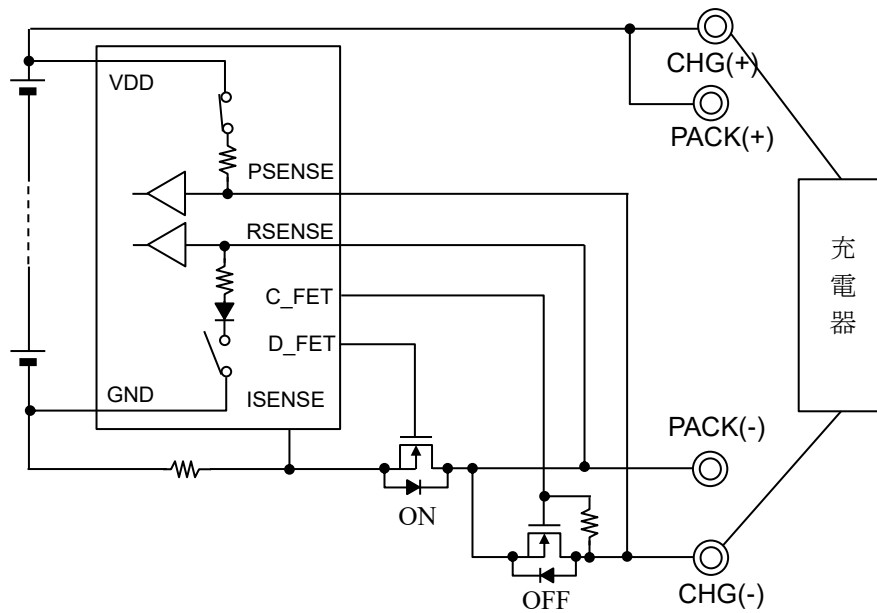 CHG(+)
VDD
PACK(+)
PSENSE
RSENSE
充電器
C_FET
D_FET
GND
ISENSE
PACK(-)
ON
CHG(-)
OFF